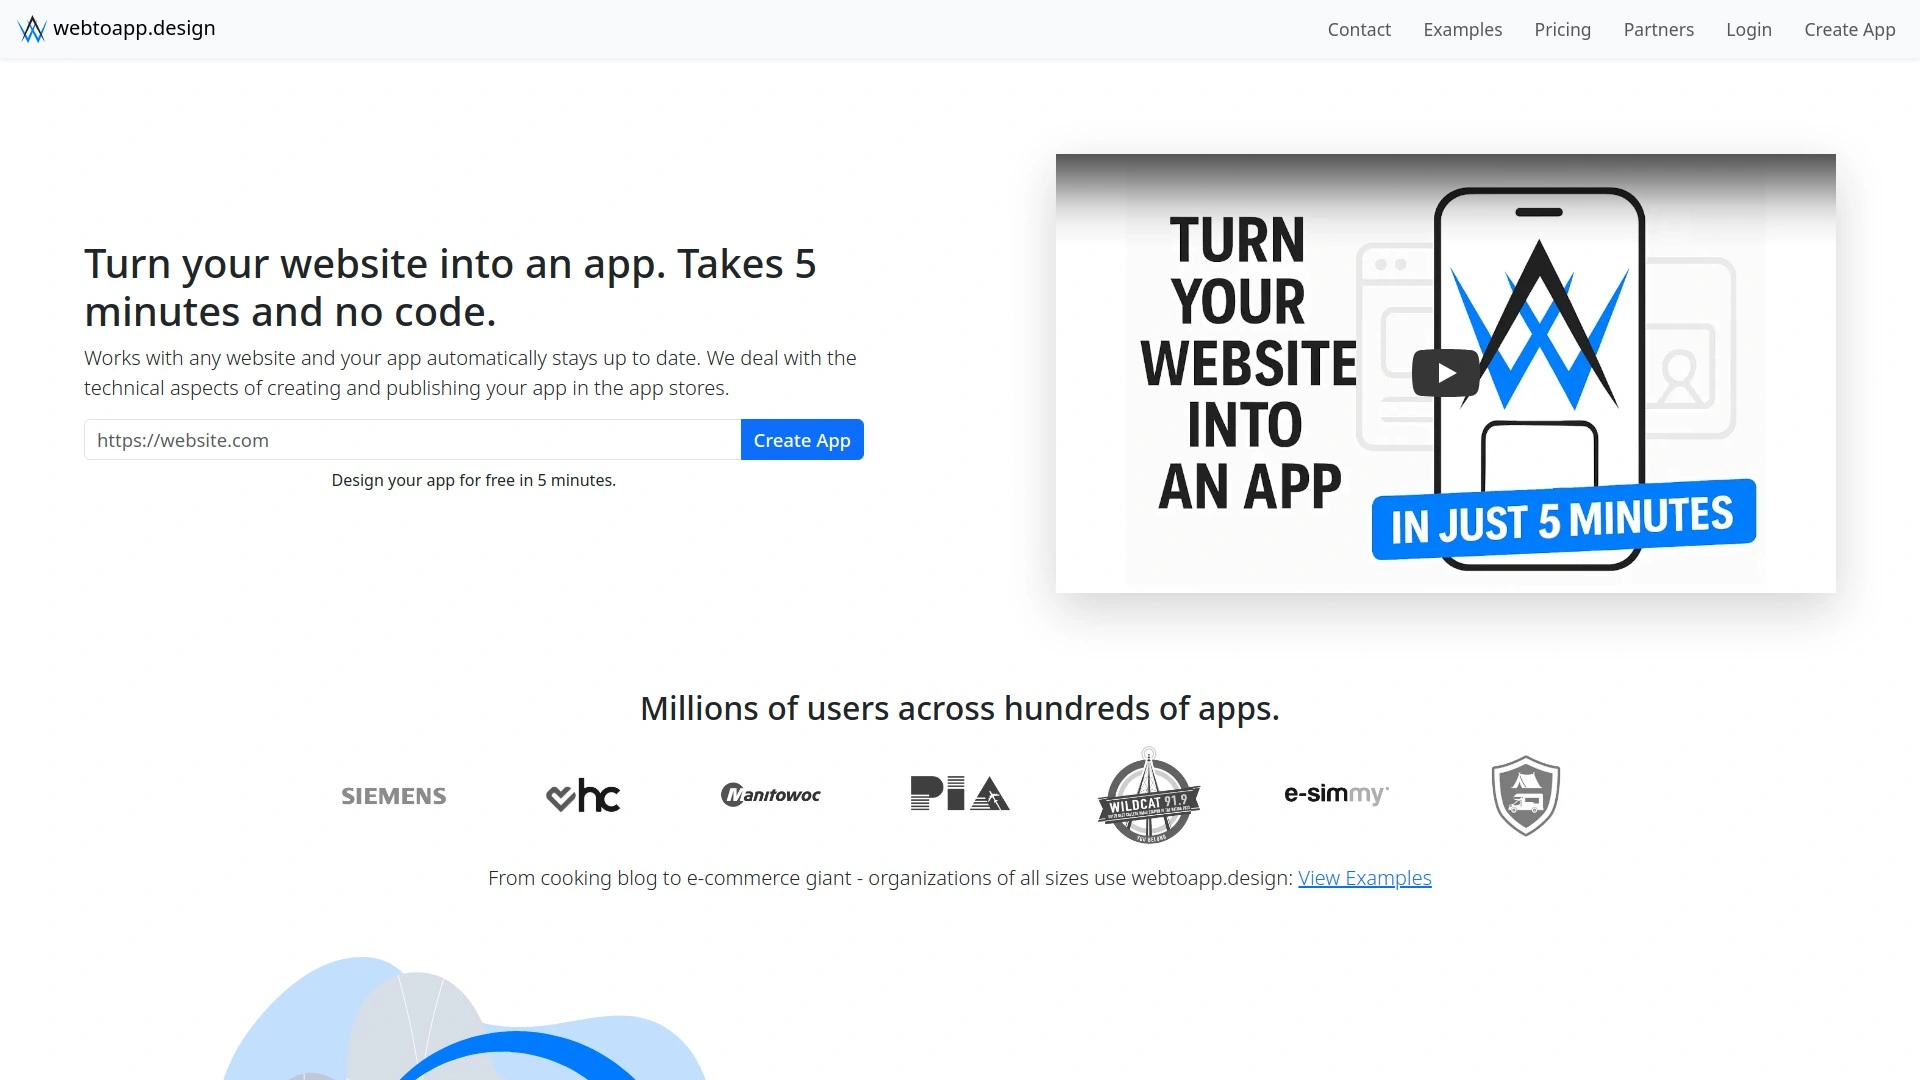 webtoapp.design
Contact
Examples
Pricing
Partners
Login
Create App
Turn your website into an app. Takes 5
minutes and no code.
Works with any website and your app automatically stays up to date. We deal with the
technical aspects of creating and publishing your app in the app stores.
https://website.com
Create App
Design your app for free in 5 minutes.
TURN
YOUR
WEBSITE
INTO
AN APP
IN JUST 5 MINUTES
Millions of users across hundreds of apps.
SIEMENS
hc
Manitowoc
PIA
WILDCAT 91.9
e-simmy
From cooking blog to e-commerce giant - organizations of all sizes use webtoapp.design: View Examples